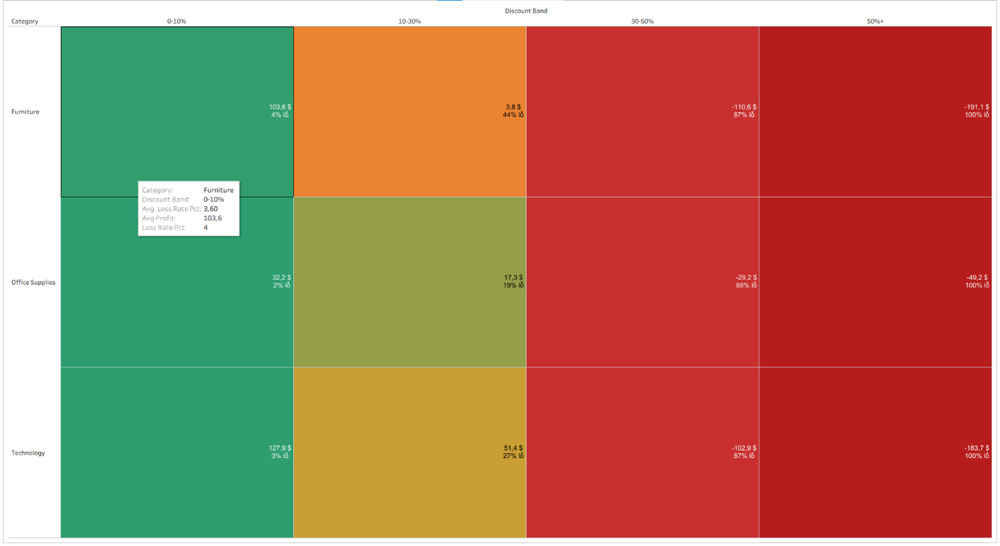 Discount Band
Category 0-10% 10-30% 30-50% 50%+
Furniture
103,6 $
4% lỗ
3,8 $
44% lỗ
-110,6 $
87% lỗ
-191,1 $
100% lỗ
Category: Furniture
Discount Band: 0-10%
Avg. Loss Rate Pct: 3,60
Avg Profit: 103,6
Loss Rate Pct: 4
Office Supplies
32,2 $
2% lỗ
17,3 $
19% lỗ
-29,2 $
88% lỗ
-49,2 $
100% lỗ
Technology
127,9 $
3% lỗ
51,4 $
27% lỗ
-102,9 $
87% lỗ
-183,7 $
100% lỗ